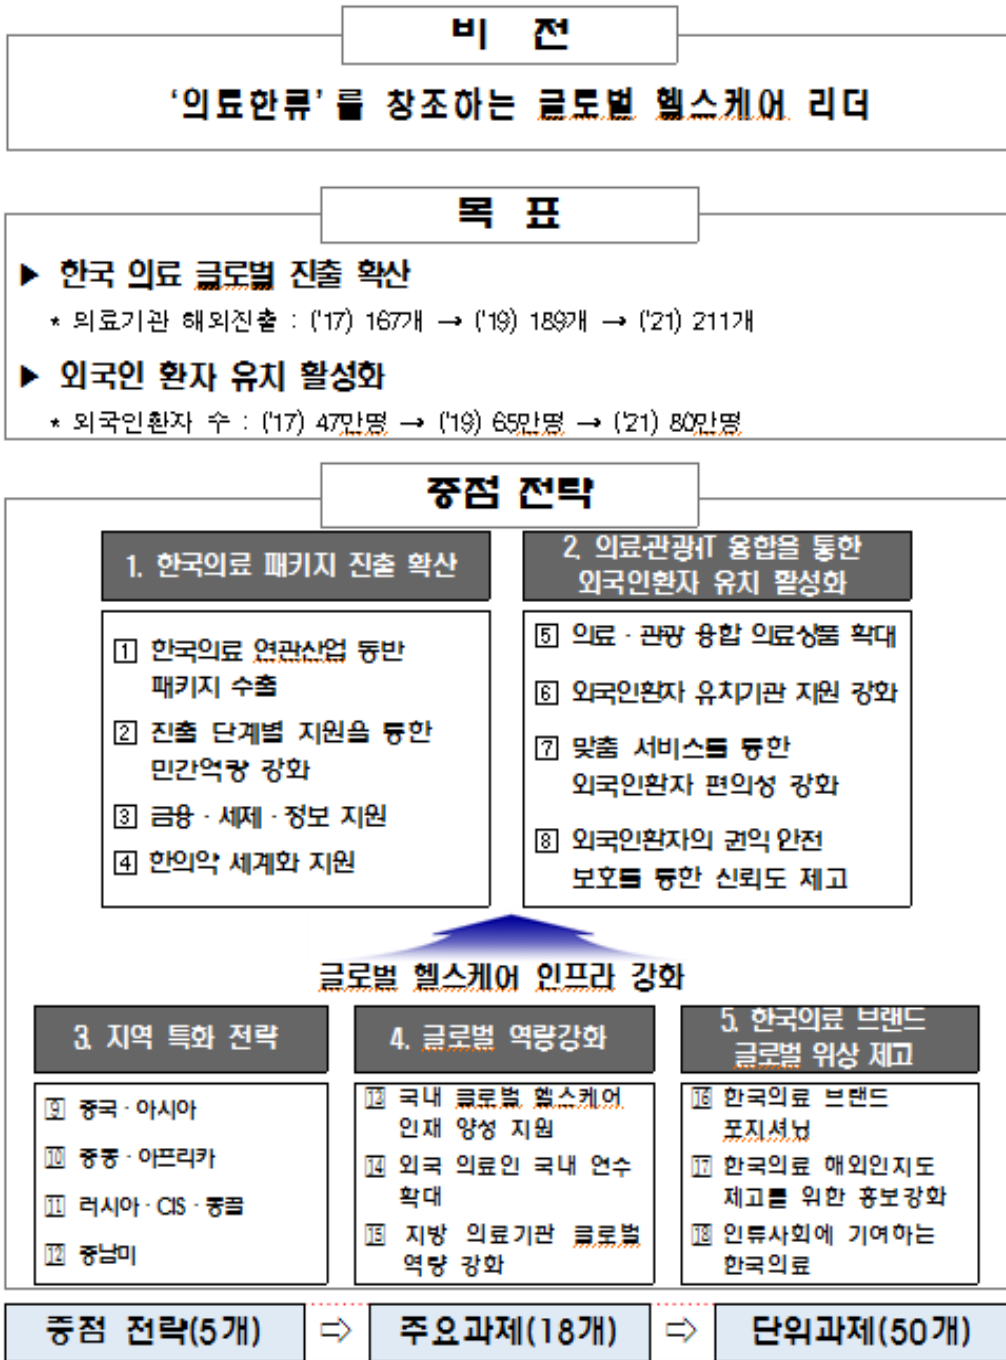 비 전
‘의료한류’를 창조하는 글로벌 헬스케어 리더
목 표
▶ 한국 의료 글로벌 진출 확산
* 의료기관 해외진출 : ('17) 167개 → ('19) 189개 → ('21) 211개
▶ 외국인 환자 유치 활성화
* 외국인환자 수 : ('17) 47만명 → ('19) 65만명 → ('21) 80만명
중점 전략
1. 한국의료 패키지 진출 확산
1 한국의료 연관산업 동반
패키지 수출
2 진출 단계별 지원을 통한
민간역량 강화
3 금융·세제·정보 지원
4 한의약 세계화 지원
2. 의료·관광·IT 융합을 통한
외국인환자 유치 활성화
5 의료·관광 융합 의료상품 확대
6 외국인환자 유치기관 지원 강화
7 맞춤 서비스를 통한
외국인환자 편의성 강화
8 외국인환자의 권익·안전
보호를 통한 신뢰도 제고
글로벌 헬스케어 인프라 강화
3. 지역 특화 전략
9 중국·아시아
10 중동·아프리카
11 러시아·CIS·몽골
12 중남미
4. 글로벌 역량강화
13 국내 글로벌 헬스케어
인재 양성 지원
14 외국 의료인 국내 연수
확대
15 지방 의료기관 글로벌
역량 강화
5. 한국의료 브랜드
글로벌 위상 제고
16 한국의료 브랜드
포지셔닝
17 한국의료 해외인지도
제고를 위한 홍보강화
18 인류사회에 기여하는
한국의료
중점 전략(5개) ⇨ 주요과제(18개) ⇨ 단위과제(50개)